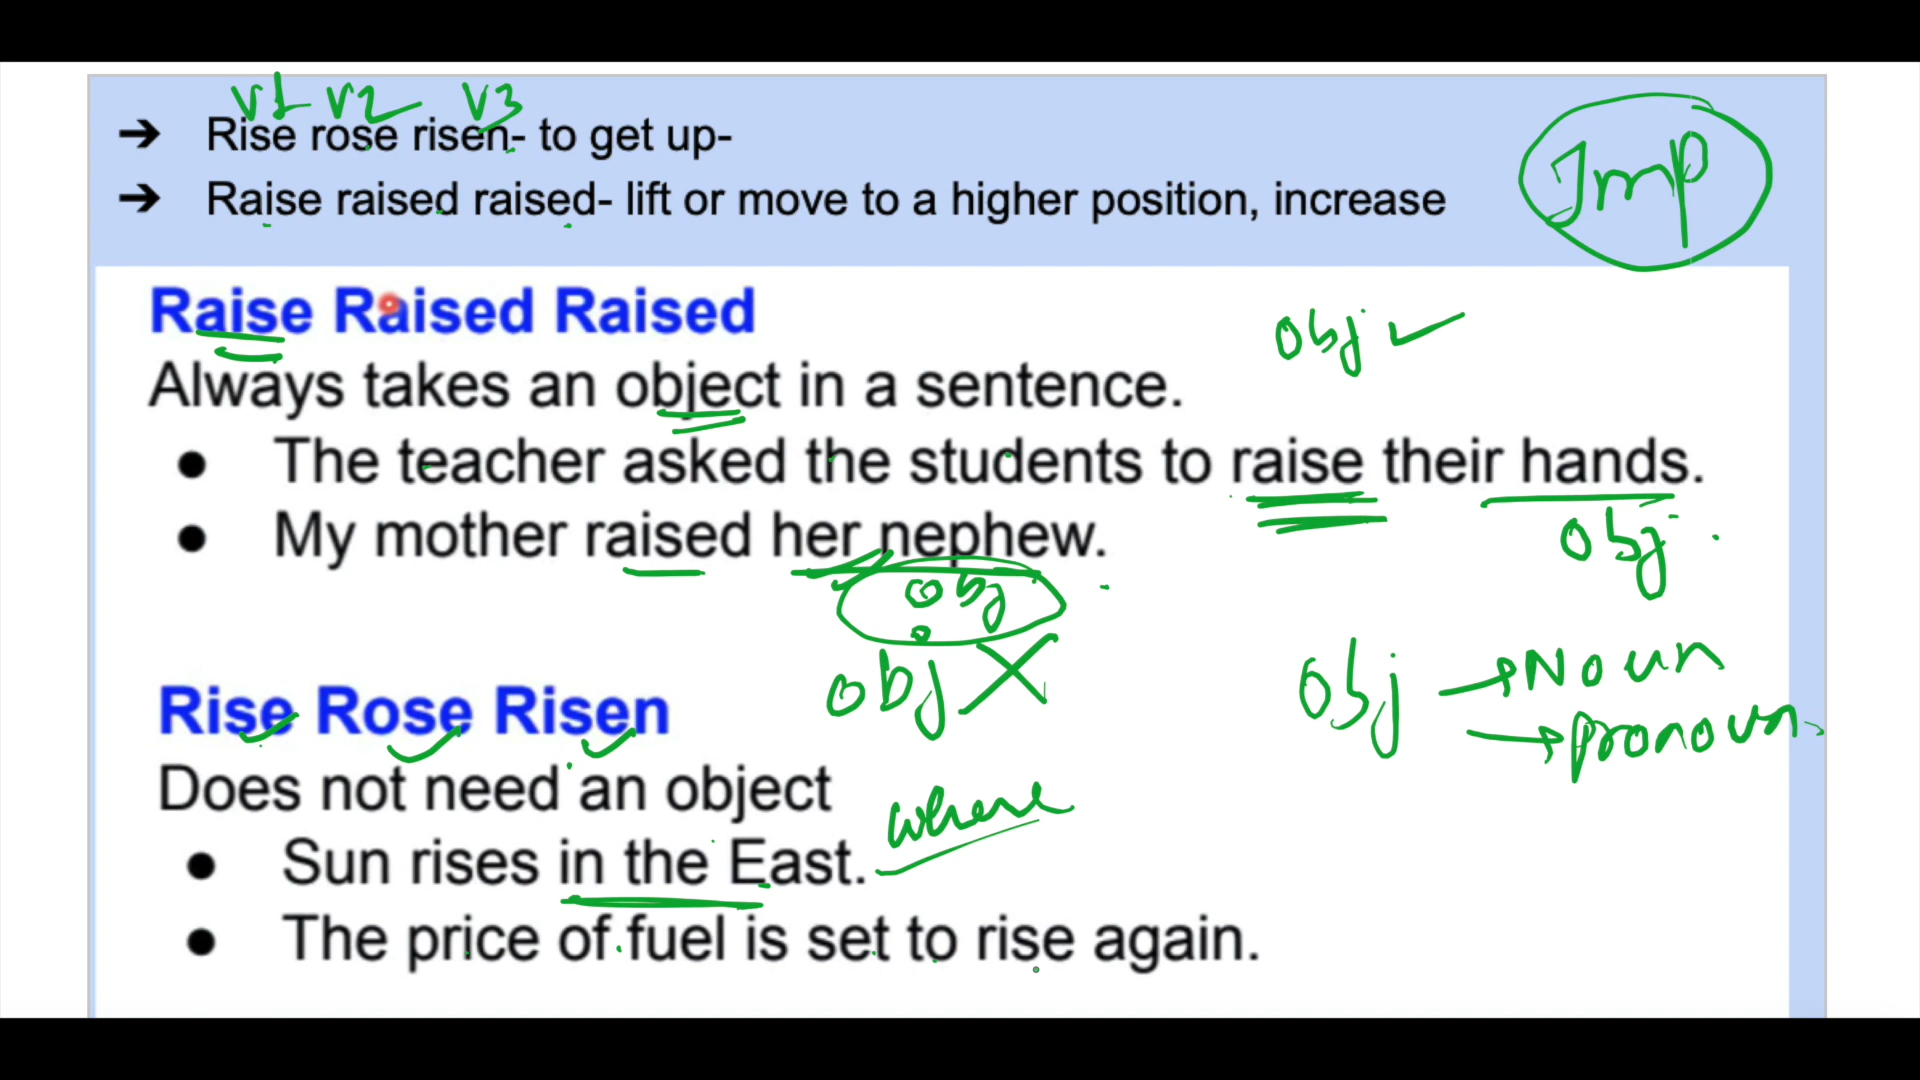 V1 V2 V3
➔ Rise rose risen- to get up-
➔ Raise raised raised- lift or move to a higher position, increase
Imp
Raise Raised Raised
obj ✓
Always takes an object in a sentence.
● The teacher asked the students to raise their hands.
obj
● My mother raised her nephew.
obj
obj X
obj → Noun
→ pronoun
Rise Rose Risen
Does not need an object
where
● Sun rises in the East.
● The price of fuel is set to rise again.